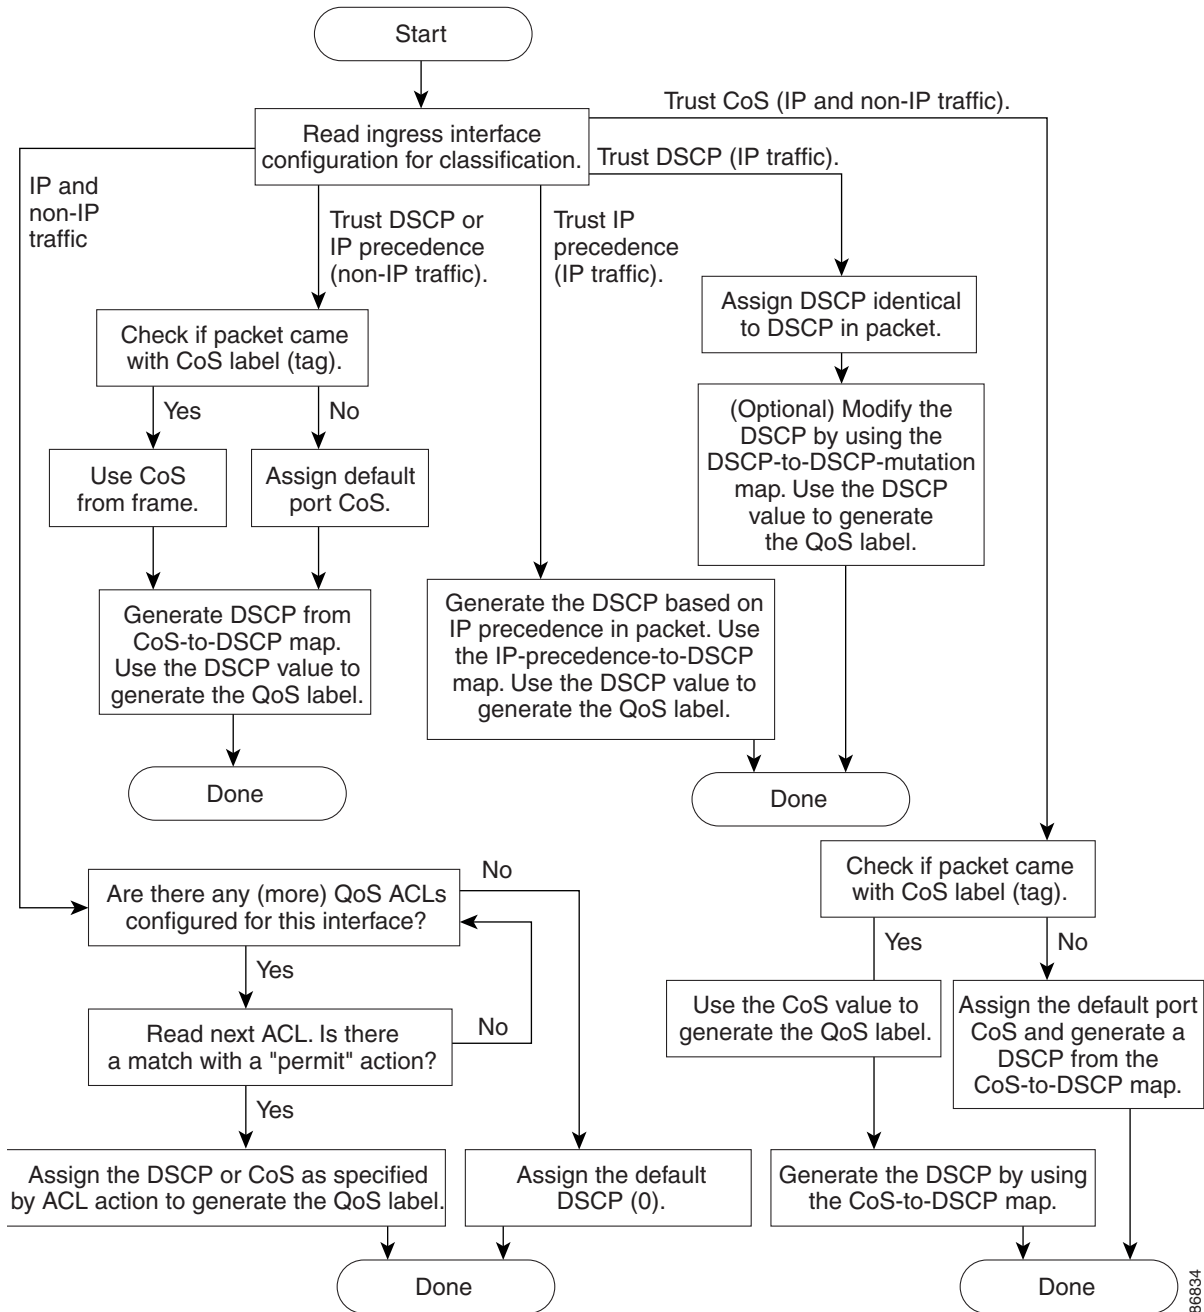 Start
Trust CoS (IP and non-IP traffic).
Read ingress interface
configuration for classification.
Trust DSCP (IP traffic).
IP and
non-IP
traffic
Trust DSCP or
IP precedence
(non-IP traffic).
Trust IP
precedence
(IP traffic).
Assign DSCP identical
to DSCP in packet.
Check if packet came
with CoS label (tag).
Yes
No
(Optional) Modify the
DSCP by using the
DSCP-to-DSCP-mutation
map. Use the DSCP
value to generate
the QoS label.
Use CoS
from frame.
Assign default
port CoS.
Generate DSCP from
CoS-to-DSCP map.
Use the DSCP value to
generate the QoS label.
Generate the DSCP based on
IP precedence in packet. Use
the IP-precedence-to-DSCP
map. Use the DSCP value to
generate the QoS label.
Done
Done
Check if packet came
with CoS label (tag).
Are there any (more) QoS ACLs
configured for this interface?
No
Yes
No
Yes
Read next ACL. Is there
a match with a "permit" action?
No
Use the CoS value to
generate the QoS label.
Assign the default port
CoS and generate a
DSCP from the
CoS-to-DSCP map.
Yes
Assign the DSCP or CoS as specified
by ACL action to generate the QoS label.
Assign the default
DSCP (0).
Generate the DSCP by using
the CoS-to-DSCP map.
Done
Done
86834